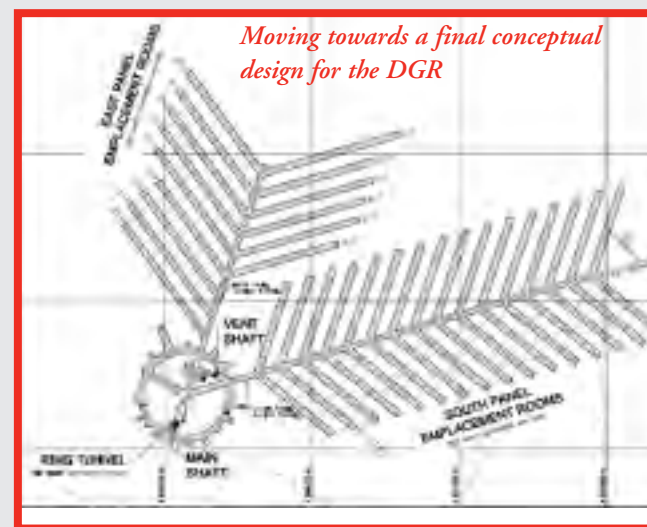 Moving towards a final conceptual
design for the DGR
EAST PANEL
EMPLACEMENT ROOMS
VENT
SHAFT
SOUTH PANEL
EMPLACEMENT ROOMS
RING TUNNEL
MAIN
SHAFT